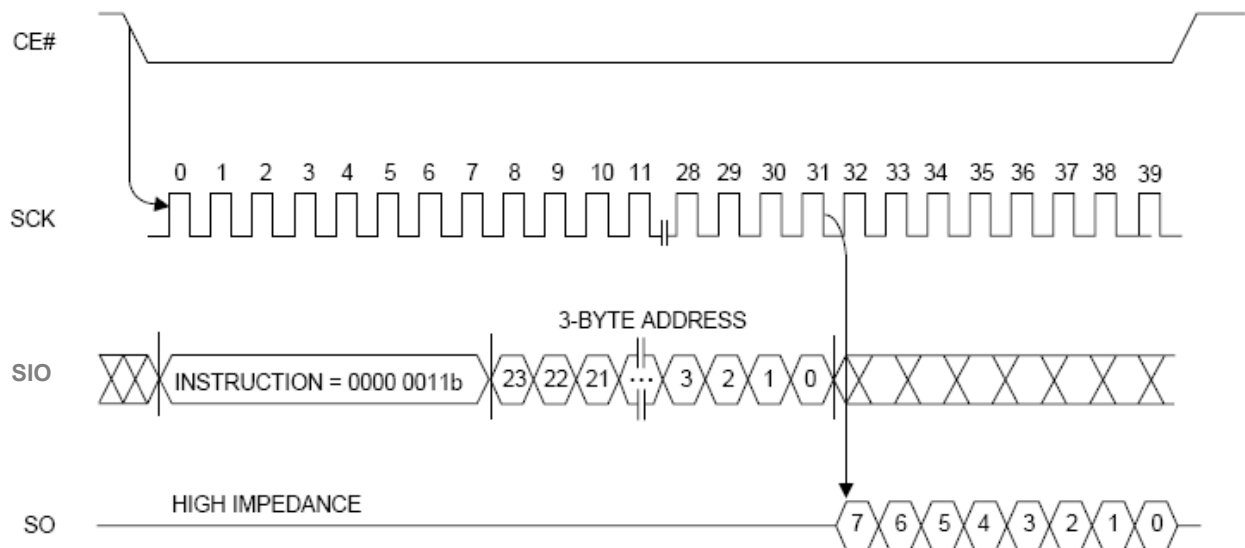 CE#
0 1 2 3 4 5 6 7 8 9 10 11 28 29 30 31 32 33 34 35 36 37 38 39
SCK
3-BYTE ADDRESS
SIO
INSTRUCTION = 0000 0011b 23 22 21 ... 3 2 1 0
HIGH IMPEDANCE
SO
7 6 5 4 3 2 1 0